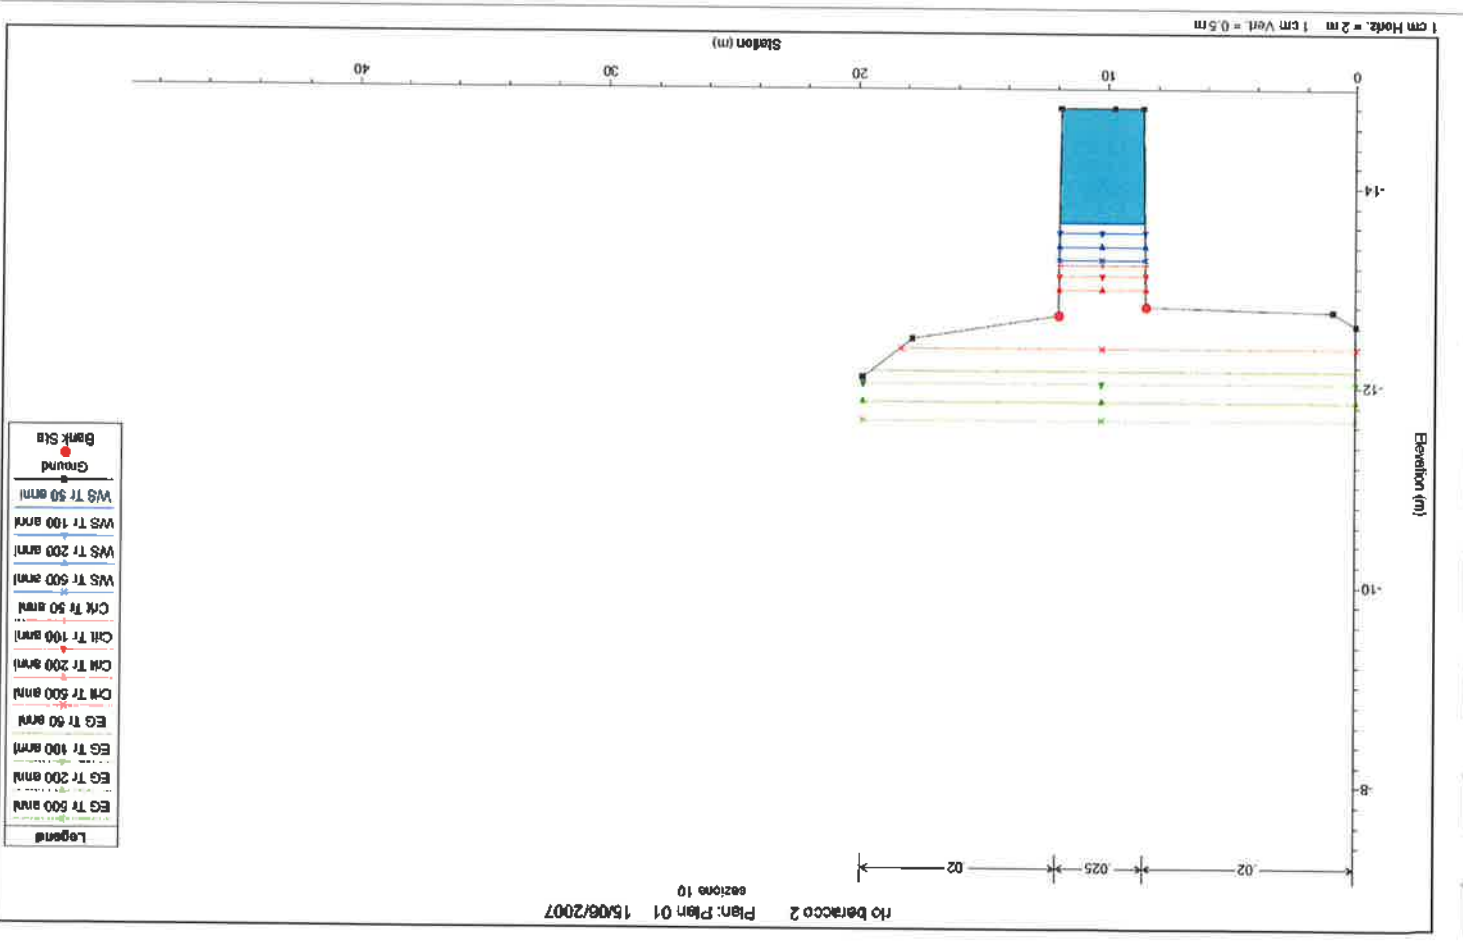 rio baracco 2 Plan: Plan 01 15/06/2007
sezione 10
.02
.025
.02
Legend
EG Tr 500 anni
EG Tr 200 anni
EG Tr 100 anni
EG Tr 50 anni
Crit Tr 500 anni
Crit Tr 200 anni
Crit Tr 100 anni
Crit Tr 50 anni
WS Tr 500 anni
WS Tr 200 anni
WS Tr 100 anni
WS Tr 50 anni
Ground
Bank Sta
Elevation (m)
-8
-10
-12
-14
0
10
20
30
40
Station (m)
1 cm Horiz. = 2 m 1 cm Vert. = 0.5 m